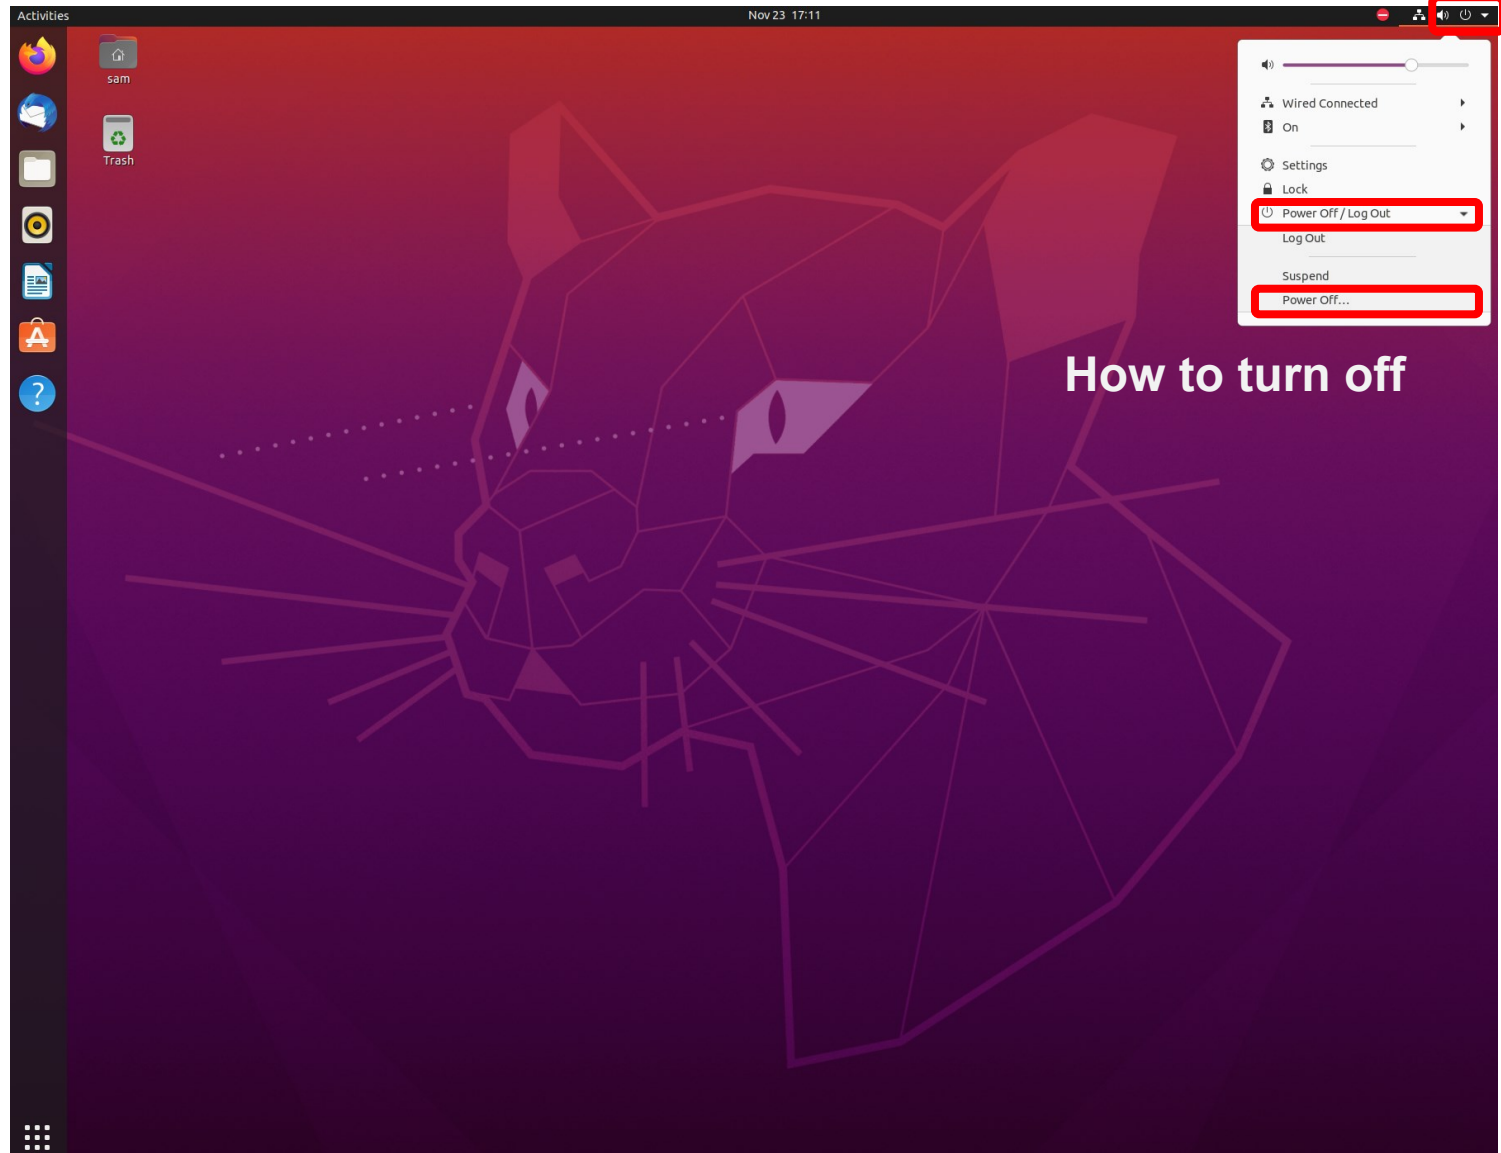 Activities
Nov 23 17:11
sam
Trash
Wired Connected
On
Settings
Lock
Power Off / Log Out
Log Out
Suspend
Power Off...
How to turn off